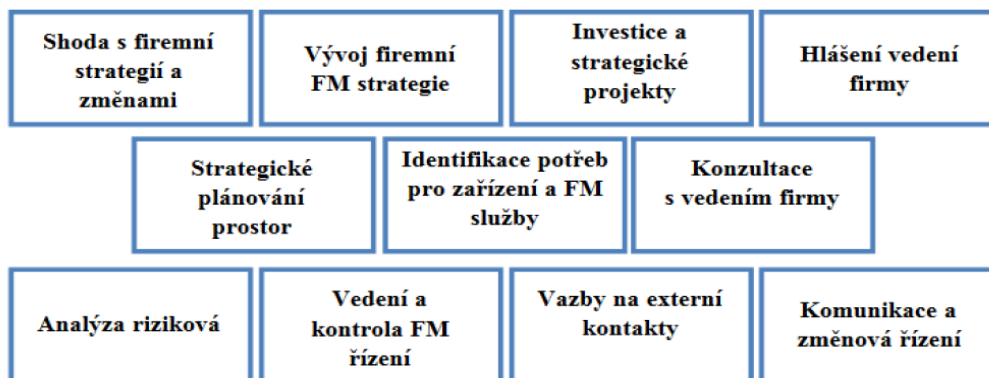 Shoda s firemní
strategií a
změnami
Vývoj firemní
FM strategie
Investice a
strategické
projekty
Hlášení vedení
firmy
Strategické
plánování
prostor
Identifikace potřeb
pro zařízení a FM
služby
Konzultace
s vedením firmy
Analýza riziková
Vedení a
kontrola FM
řízení
Vazby na externí
kontakty
Komunikace a
změnová řízení